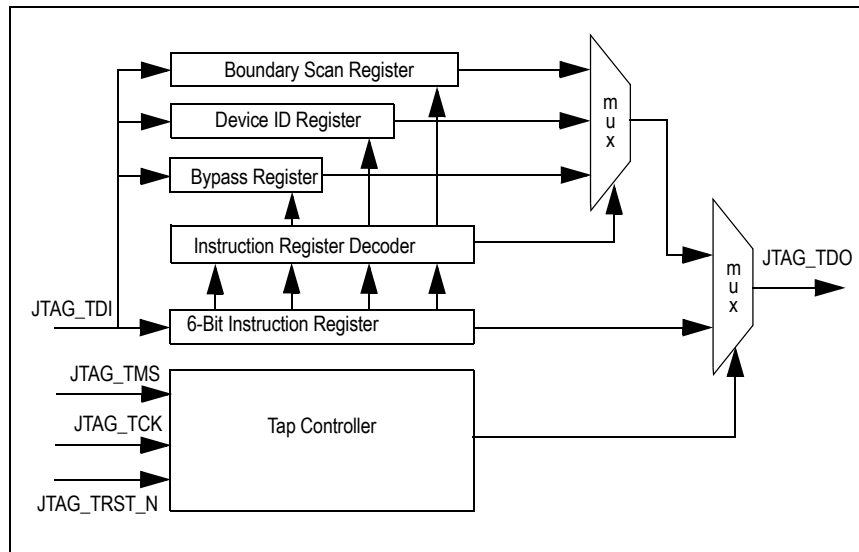 Boundary Scan Register
Device ID Register
Bypass Register
Instruction Register Decoder
6-Bit Instruction Register
m
u
x
m
u
x
JTAG_TDO
JTAG_TDI
JTAG_TMS
JTAG_TCK
Tap Controller
JTAG_TRST_N